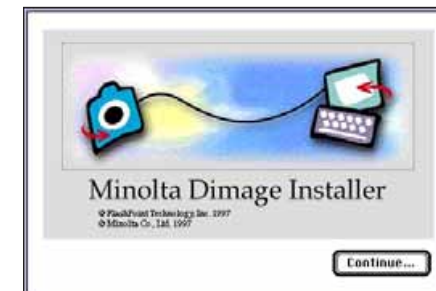 Minolta Dimage Installer
© FlashPoint Technology, Inc. 1997
© Minolta Co., Ltd. 1997
Continue...